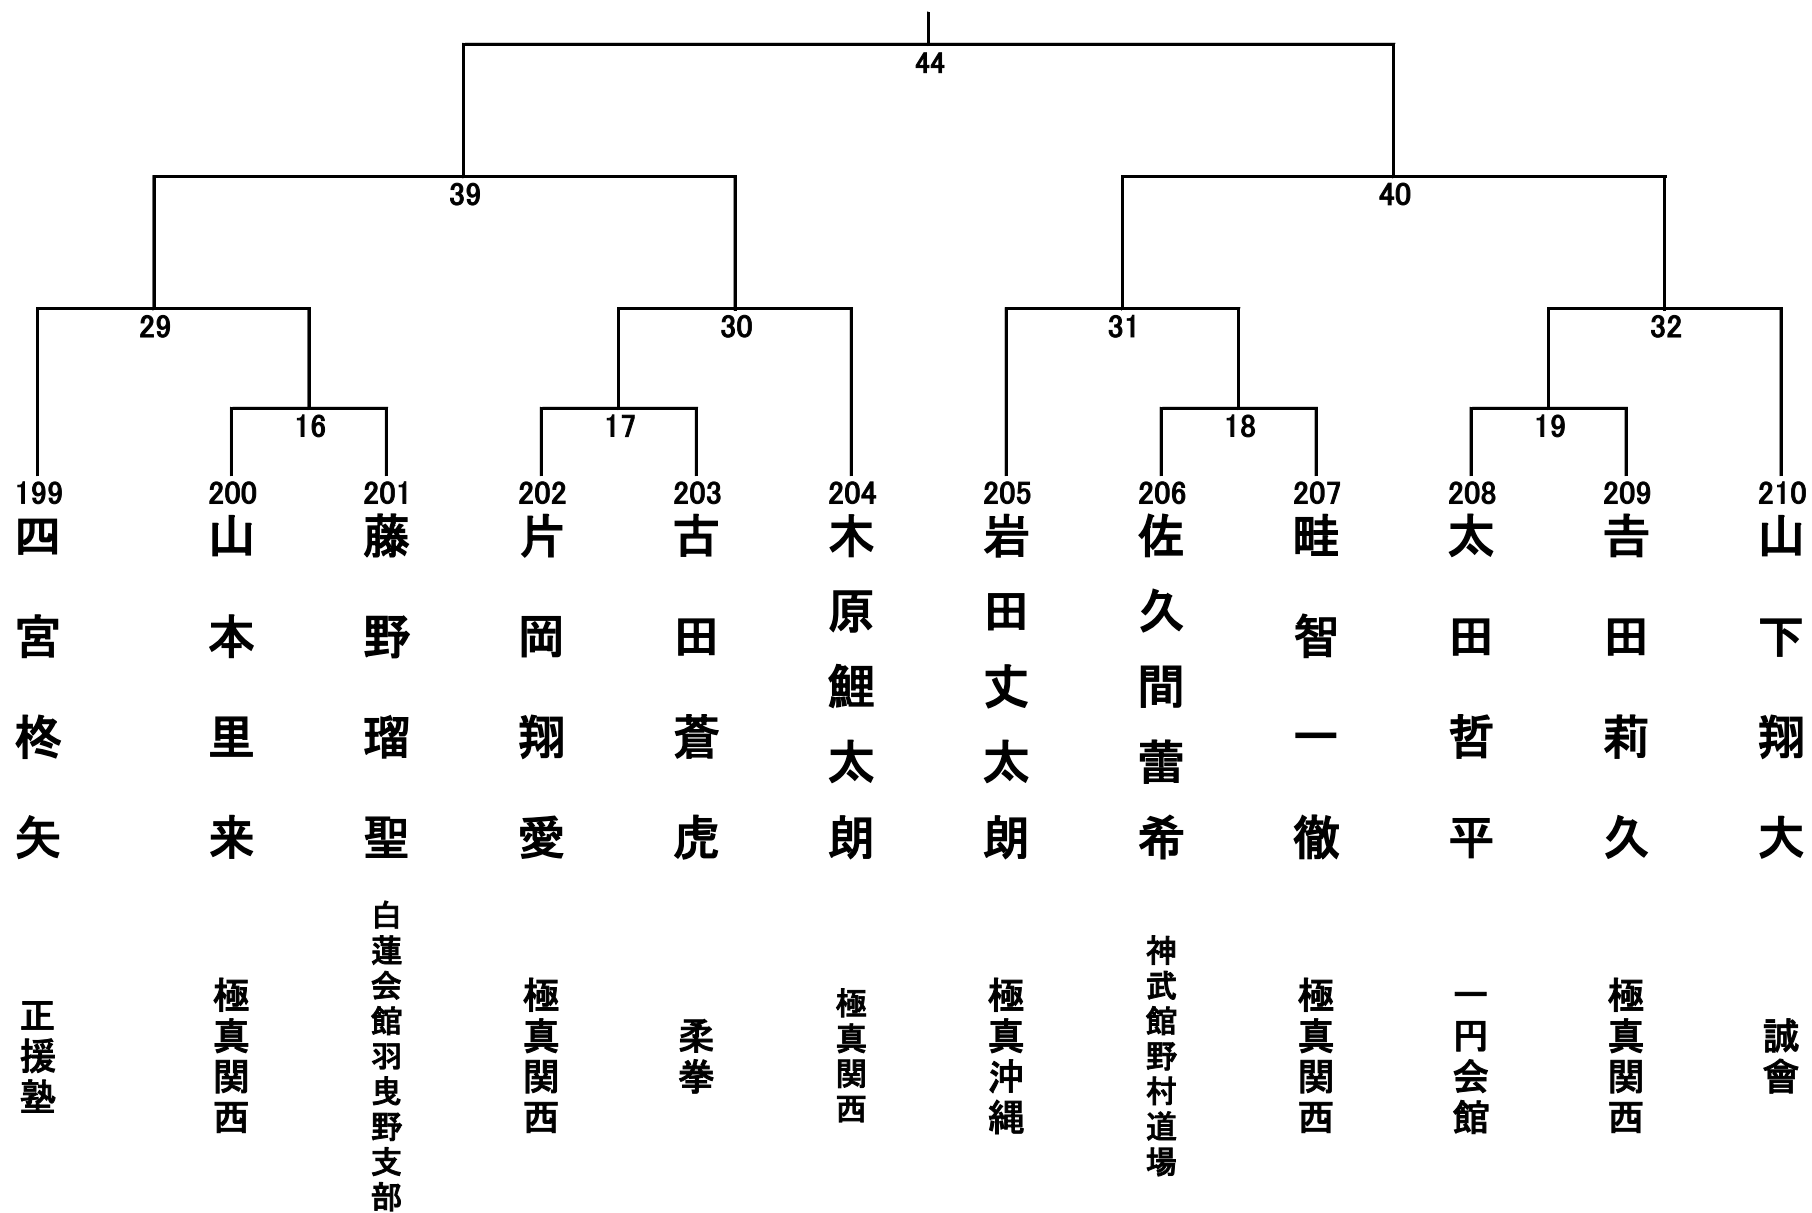 44
39
40
29
30
31
32
16
17
18
19
199
200
201
202
203
204
205
206
207
208
209
210
四宮柊矢
山本里来
藤野瑠聖
片岡翔愛
古田蒼虎
木原鯉太朗
岩田丈太朗
佐久間蕾希
畦智一徹
太田哲平
𠮷田莉久
山下翔大
正援塾
極真関西
白蓮会館羽曳野支部
極真関西
柔拳
極真関西
極真沖縄
神武館野村道場
極真関西
一円会館
極真関西
誠會